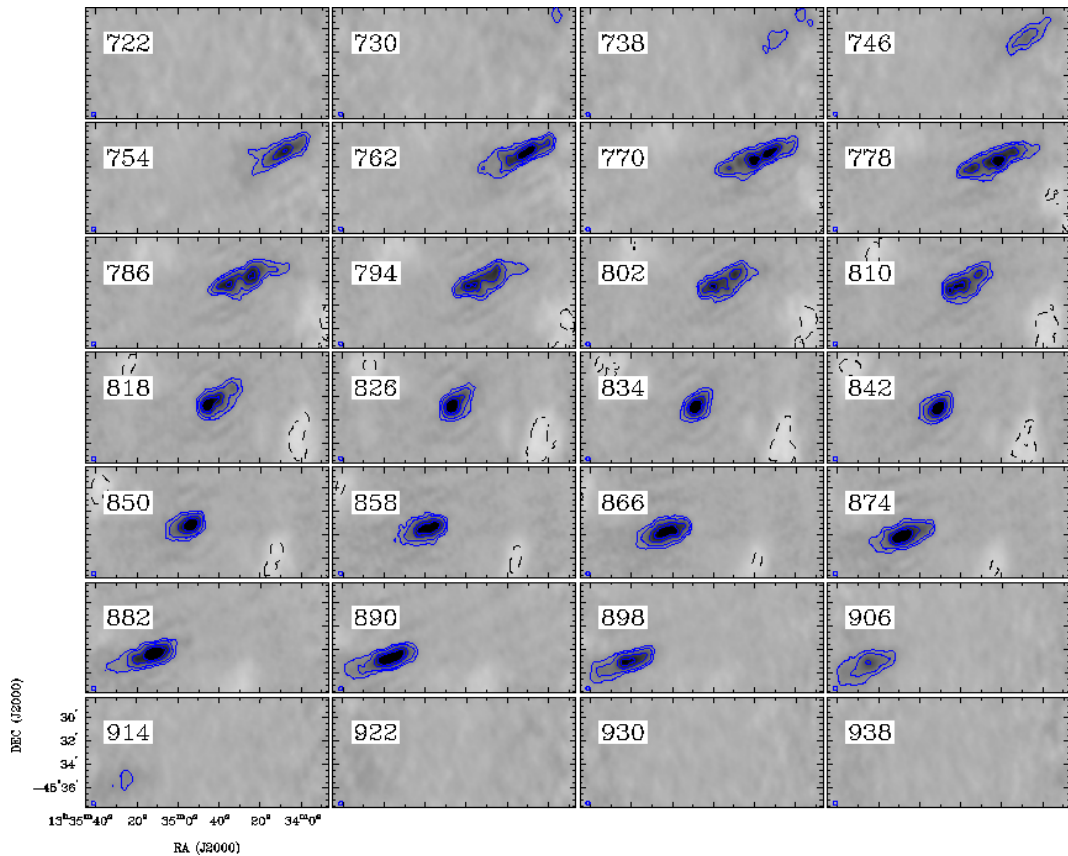 722 730 738 746
754 762 770 778
786 794 802 810
818 826 834 842
850 858 866 874
882 890 898 906
914 922 930 938
DEC (J2000)
30'
32'
34'
−45°36'
13ʰ35ᵐ40ˢ 20ˢ 35ᵐ0ˢ 40ˢ 20ˢ 34ᵐ0ˢ
RA (J2000)